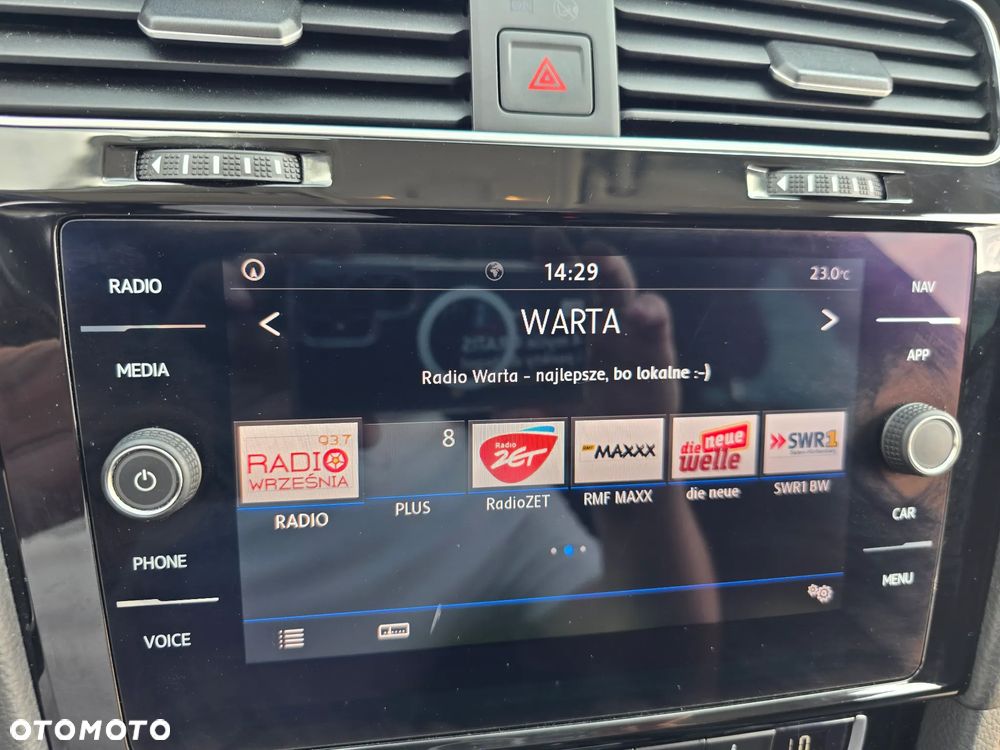 ON
RADIO
MEDIA
PHONE
VOICE
NAV
APP
CAR
MENU
14:29
23.0°C
WARTA
Radio Warta - najlepsze, bo lokalne :-)
93.7
RADIO
WRZEŚNIA
RADIO
8
PLUS
Radio
ZET
RadioZET
RMF MAXXX
RMF MAXX
die neue
welle
die neue
SWR1
SWR1 BW
OTOMOTO